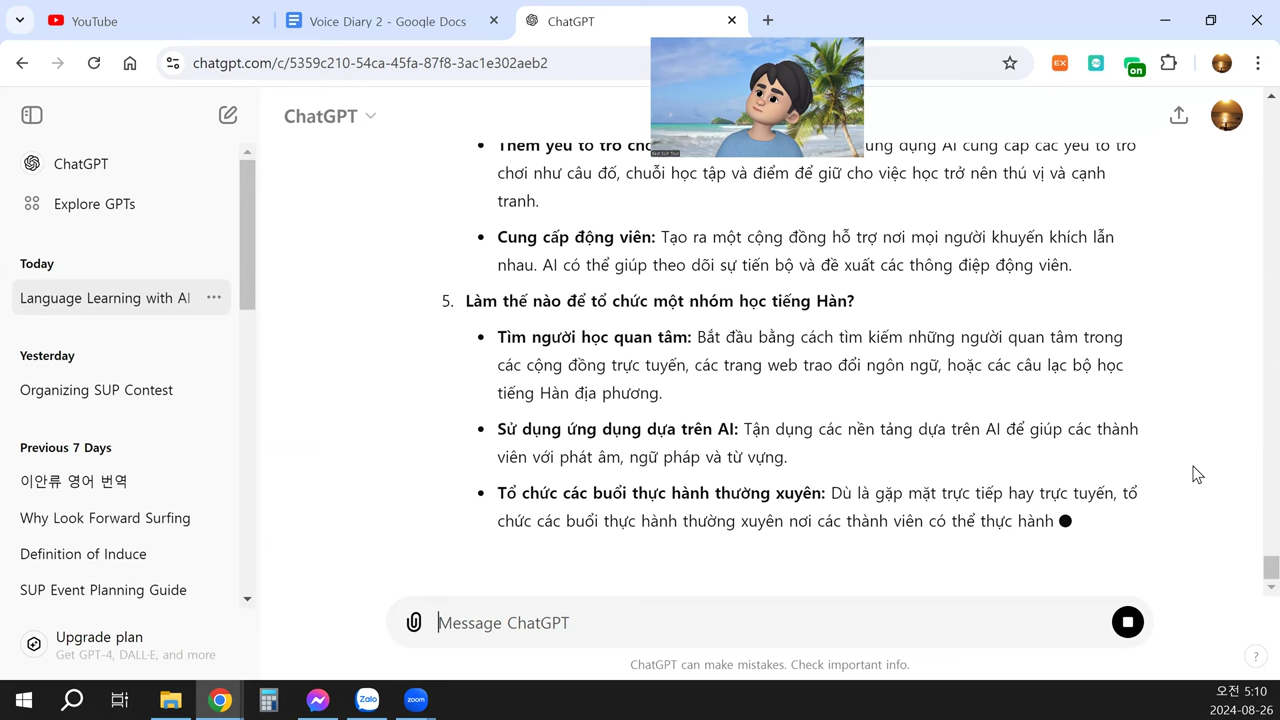 YouTube
Voice Diary 2 - Google Docs
ChatGPT
chatgpt.com/c/5359c210-54ca-45fa-87f8-3ac1e302aeb2
EX
on
ChatGPT
ChatGPT
Explore GPTs
Today
Language Learning with AI
Yesterday
Organizing SUP Contest
Previous 7 Days
이안류 영어 번역
Why Look Forward Surfing
Definition of Induce
SUP Event Planning Guide
Upgrade plan
Get GPT-4, DALL·E, and more
Thêm yếu tố trò
dụng AI cung cấp các yếu tố trò
chơi như câu đố, chuỗi học tập và điểm để giữ cho việc học trở nên thú vị và cạnh
tranh.
Cung cấp động viên: Tạo ra một cộng đồng hỗ trợ nơi mọi người khuyến khích lẫn
nhau. AI có thể giúp theo dõi sự tiến bộ và đề xuất các thông điệp động viên.
5. Làm thế nào để tổ chức một nhóm học tiếng Hàn?
Tìm người học quan tâm: Bắt đầu bằng cách tìm kiếm những người quan tâm trong
các cộng đồng trực tuyến, các trang web trao đổi ngôn ngữ, hoặc các câu lạc bộ học
tiếng Hàn địa phương.
Sử dụng ứng dụng dựa trên AI: Tận dụng các nền tảng dựa trên AI để giúp các thành
viên với phát âm, ngữ pháp và từ vựng.
Tổ chức các buổi thực hành thường xuyên: Dù là gặp mặt trực tiếp hay trực tuyến, tổ
chức các buổi thực hành thường xuyên nơi các thành viên có thể thực hành
Message ChatGPT
ChatGPT can make mistakes. Check important info.
?
Zalo
zoom
오전 5:10
2024-08-26